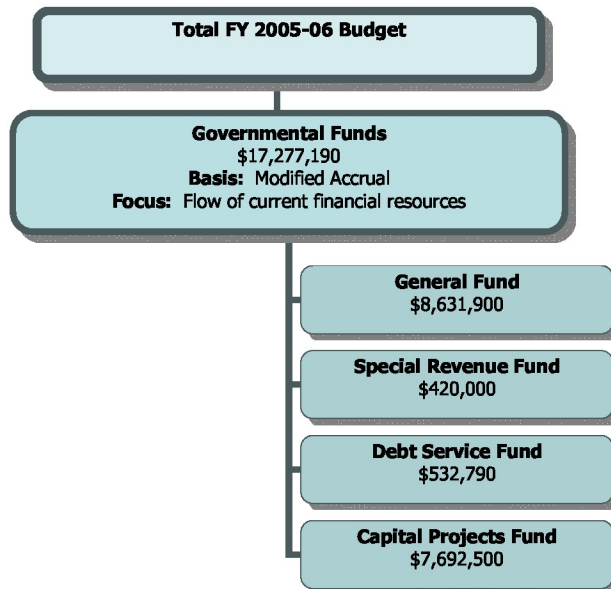 Total FY 2005-06 Budget
Governmental Funds
$17,277,190
Basis: Modified Accrual
Focus: Flow of current financial resources
General Fund
$8,631,900
Special Revenue Fund
$420,000
Debt Service Fund
$532,790
Capital Projects Fund
$7,692,500